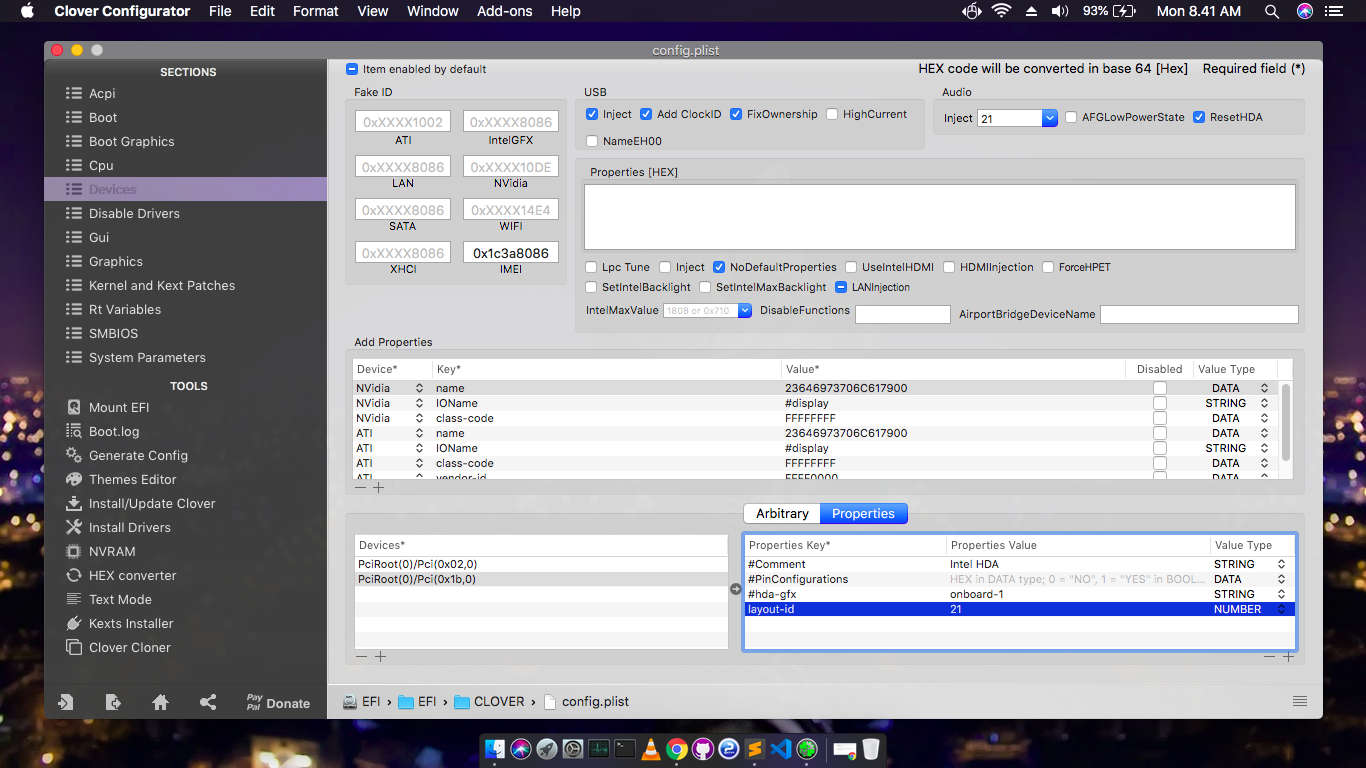 Clover Configurator File Edit Format View Window Add-ons Help 93% Mon 8.41 AM
config.plist
SECTIONS
Acpi
Boot
Boot Graphics
Cpu
Devices
Disable Drivers
Gui
Graphics
Kernel and Kext Patches
Rt Variables
SMBIOS
System Parameters
TOOLS
Mount EFI
Boot.log
Generate Config
Themes Editor
Install/Update Clover
Install Drivers
NVRAM
HEX converter
Text Mode
Kexts Installer
Clover Cloner
Pay Pal Donate
Item enabled by default
HEX code will be converted in base 64 [Hex] Required field (*)
Fake ID
0xXXXX1002 0xXXXX8086
ATI IntelGFX
0xXXXX8086 0xXXXX10DE
LAN NVidia
0xXXXX8086 0xXXXX14E4
SATA WIFI
0xXXXX8086 0x1c3a8086
XHCI IMEI
USB
Inject Add ClockID FixOwnership HighCurrent
NameEH00
Audio
Inject 21 AFGLowPowerState ResetHDA
Properties [HEX]
Lpc Tune Inject NoDefaultProperties UseIntelHDMI HDMIInjection ForceHPET
SetIntelBacklight SetIntelMaxBacklight LANInjection
IntelMaxValue 1808 or 0x710 DisableFunctions AirportBridgeDeviceName
Add Properties
Device* Key* Value* Disabled Value Type
NVidia name 23646973706C617900 DATA
NVidia IOName #display STRING
NVidia class-code FFFFFFFF DATA
ATI name 23646973706C617900 DATA
ATI IOName #display STRING
ATI class-code FFFFFFFF DATA
ATI vendor-id FFFF0000 DATA
Arbitrary Properties
Devices*
PciRoot(0)/Pci(0x02,0)
PciRoot(0)/Pci(0x1b,0)
Properties Key* Properties Value Value Type
#Comment Intel HDA STRING
#PinConfigurations HEX in DATA type; 0 = "NO", 1 = "YES" in BOOL... DATA
#hda-gfx onboard-1 STRING
layout-id 21 NUMBER
EFI › EFI › CLOVER › config.plist